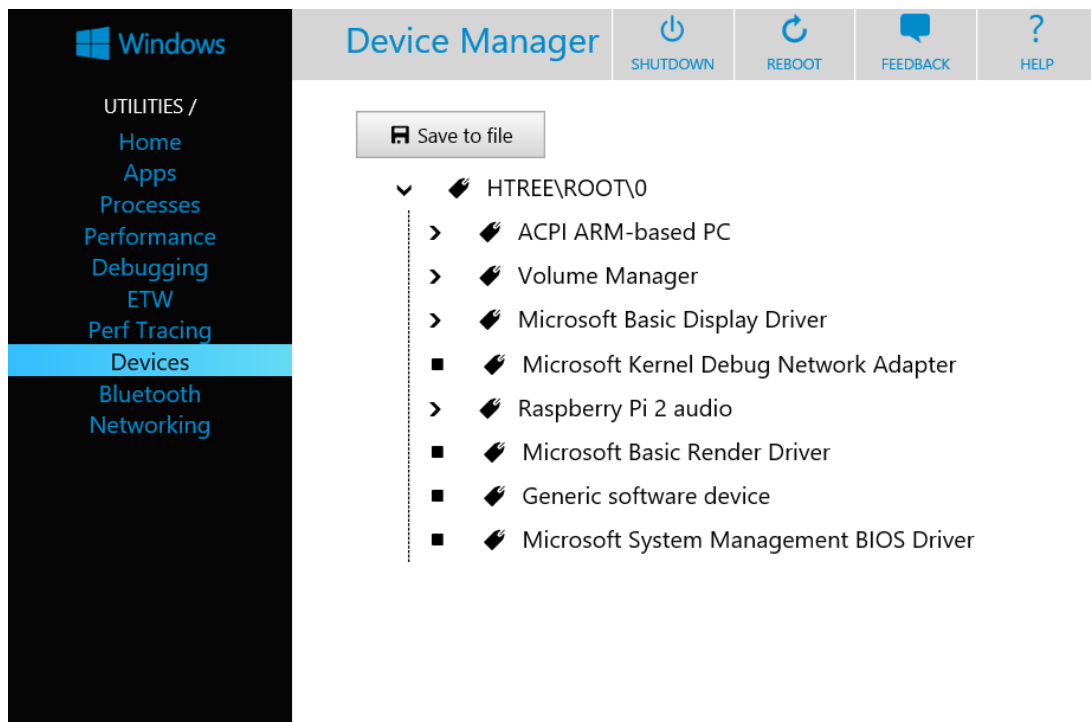 Windows
UTILITIES /
Home
Apps
Processes
Performance
Debugging
ETW
Perf Tracing
Devices
Bluetooth
Networking
Device Manager
SHUTDOWN
REBOOT
FEEDBACK
?
HELP
Save to file
HTREE\ROOT\0
ACPI ARM-based PC
Volume Manager
Microsoft Basic Display Driver
Microsoft Kernel Debug Network Adapter
Raspberry Pi 2 audio
Microsoft Basic Render Driver
Generic software device
Microsoft System Management BIOS Driver